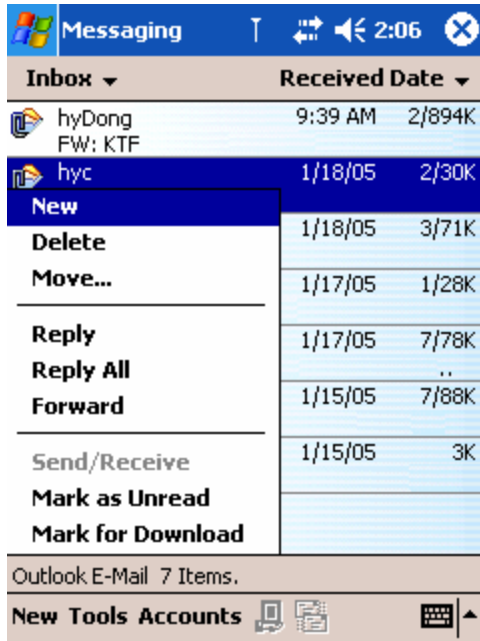 Messaging 2:06
Inbox Received Date
hyDong 9:39 AM 2/894K
FW: KTF
hyc 1/18/05 2/30K
New
Delete 1/18/05 3/71K
Move... 1/17/05 1/28K
Reply 1/17/05 7/78K
Reply All ..
Forward 1/15/05 7/88K
Send/Receive 1/15/05 3K
Mark as Unread
Mark for Download
Outlook E-Mail 7 Items.
New Tools Accounts